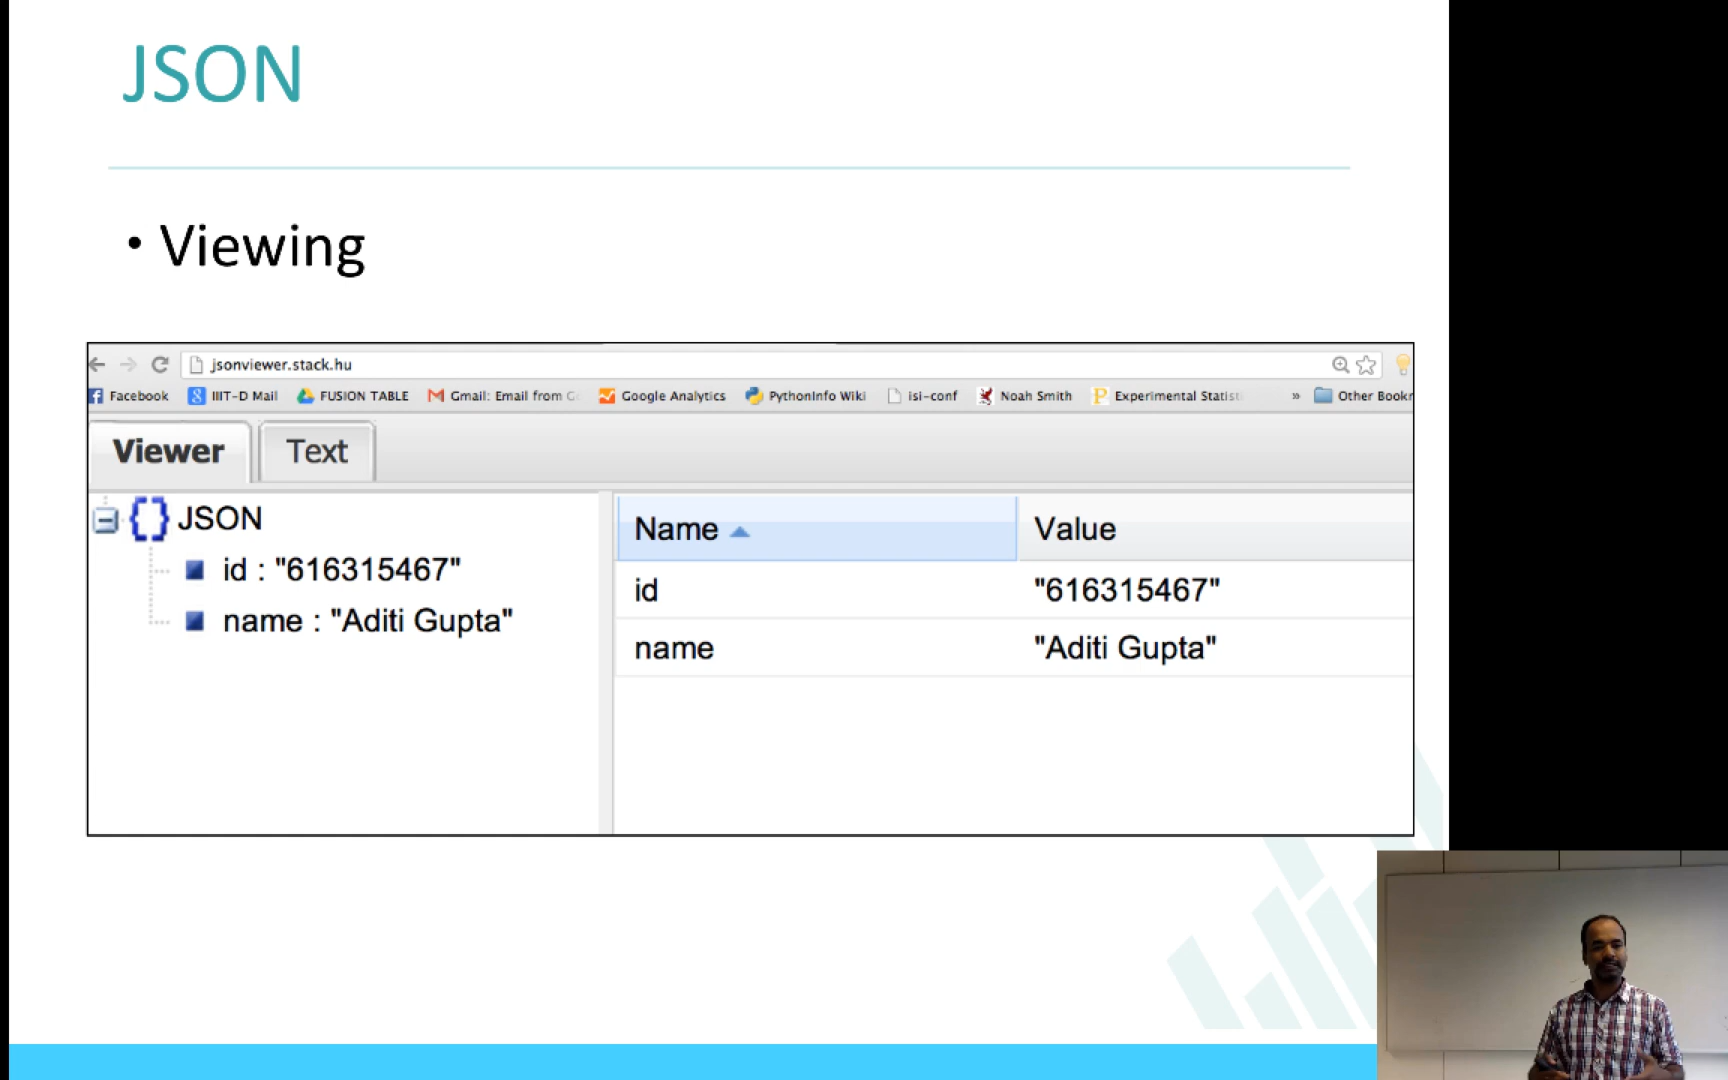 JSON
• Viewing
jsonviewer.stack.hu
Facebook IIIT-D Mail FUSION TABLE Gmail: Email from Google Analytics PythonInfo Wiki isi-conf Noah Smith Experimental » Other
Viewer Text
JSON
id : "616315467"
name : "Aditi Gupta"
Name Value
id "616315467"
name "Aditi Gupta"